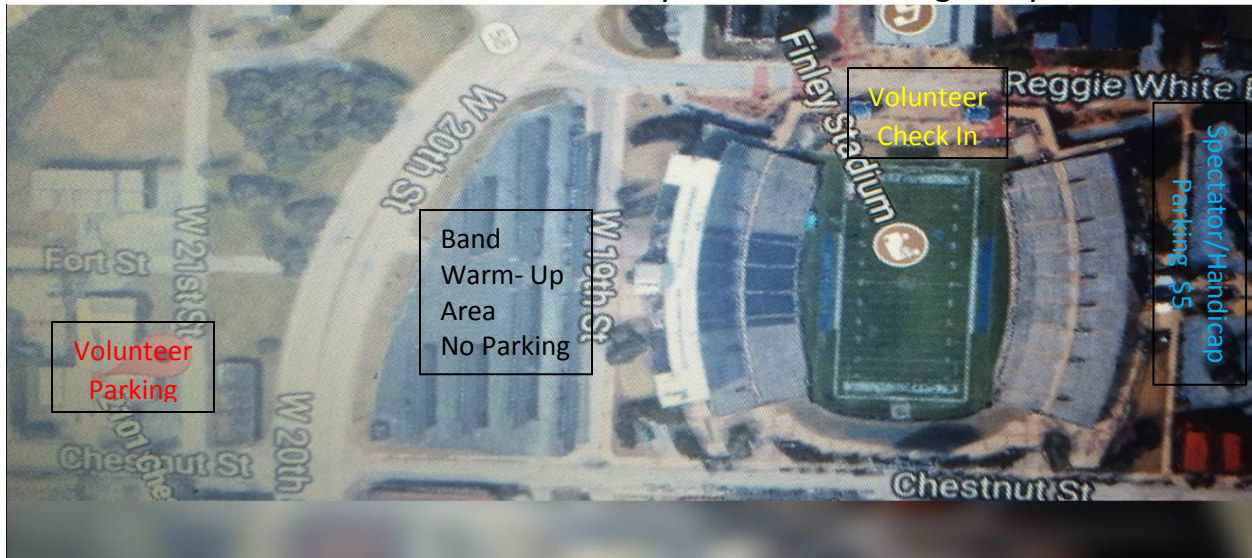 Finley Stadium
Volunteer
Check In
Reggie White
Spectator/Handicap
Parking $5
W 20th St
Band
Warm- Up
Area
No Parking
W 19th St
W 21st St
Fort St
Volunteer
Parking
W 20th
Chestnut St
Chestnut St